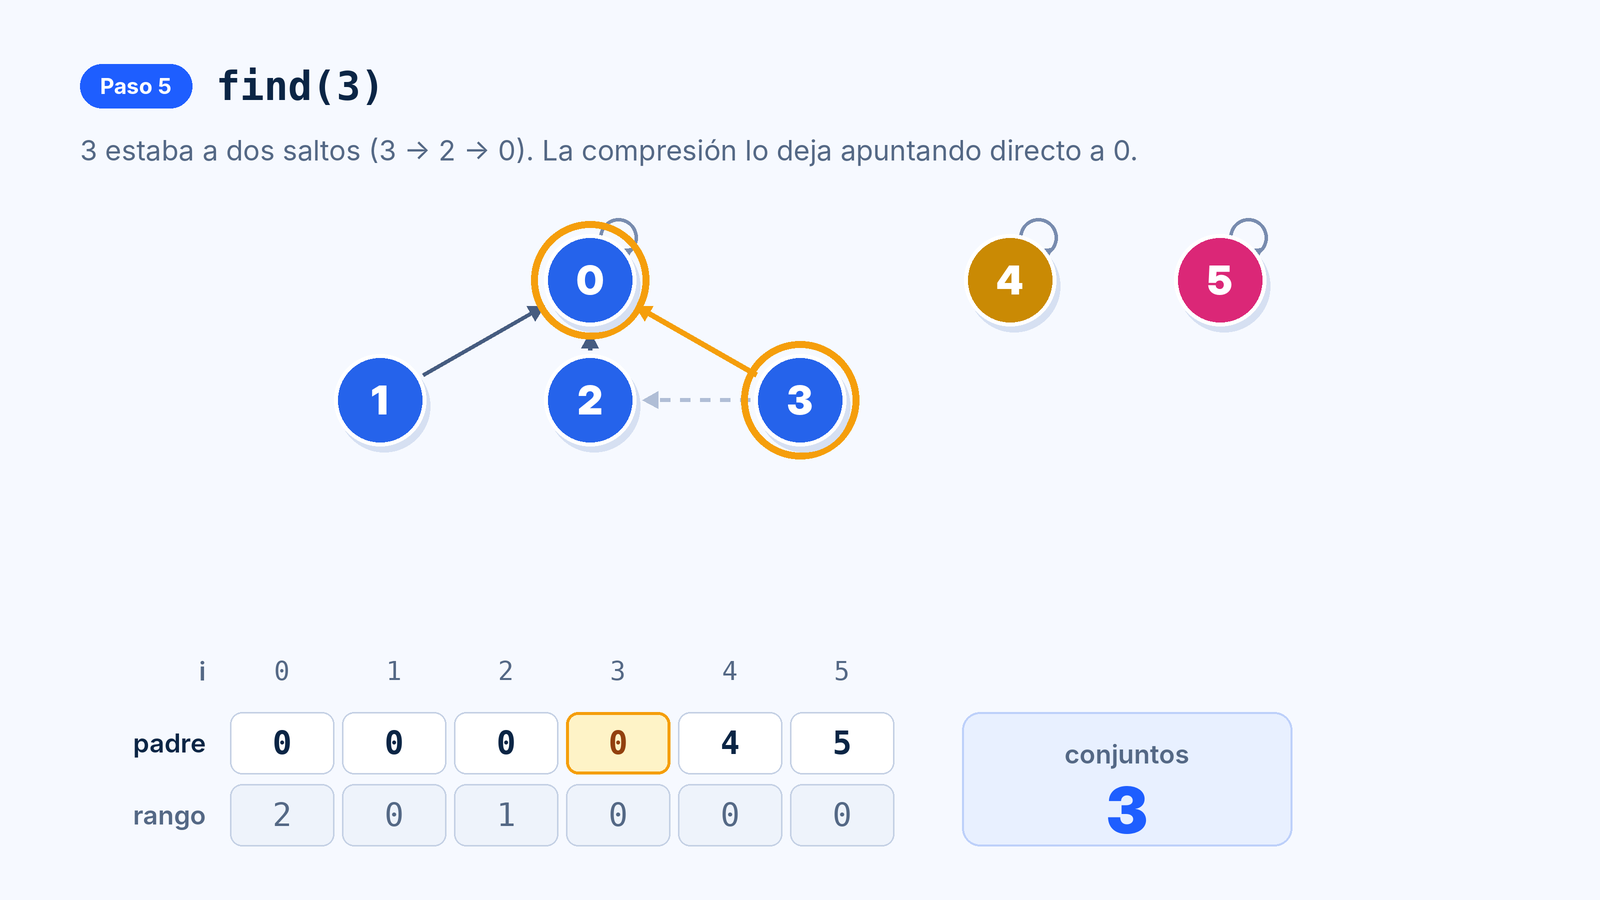 Paso 5 find(3)
3 estaba a dos saltos (3 → 2 → 0). La compresión lo deja apuntando directo a 0.
0 4 5
1 2 3
i 0 1 2 3 4 5
padre 0 0 0 0 4 5
rango 2 0 1 0 0 0
conjuntos
3